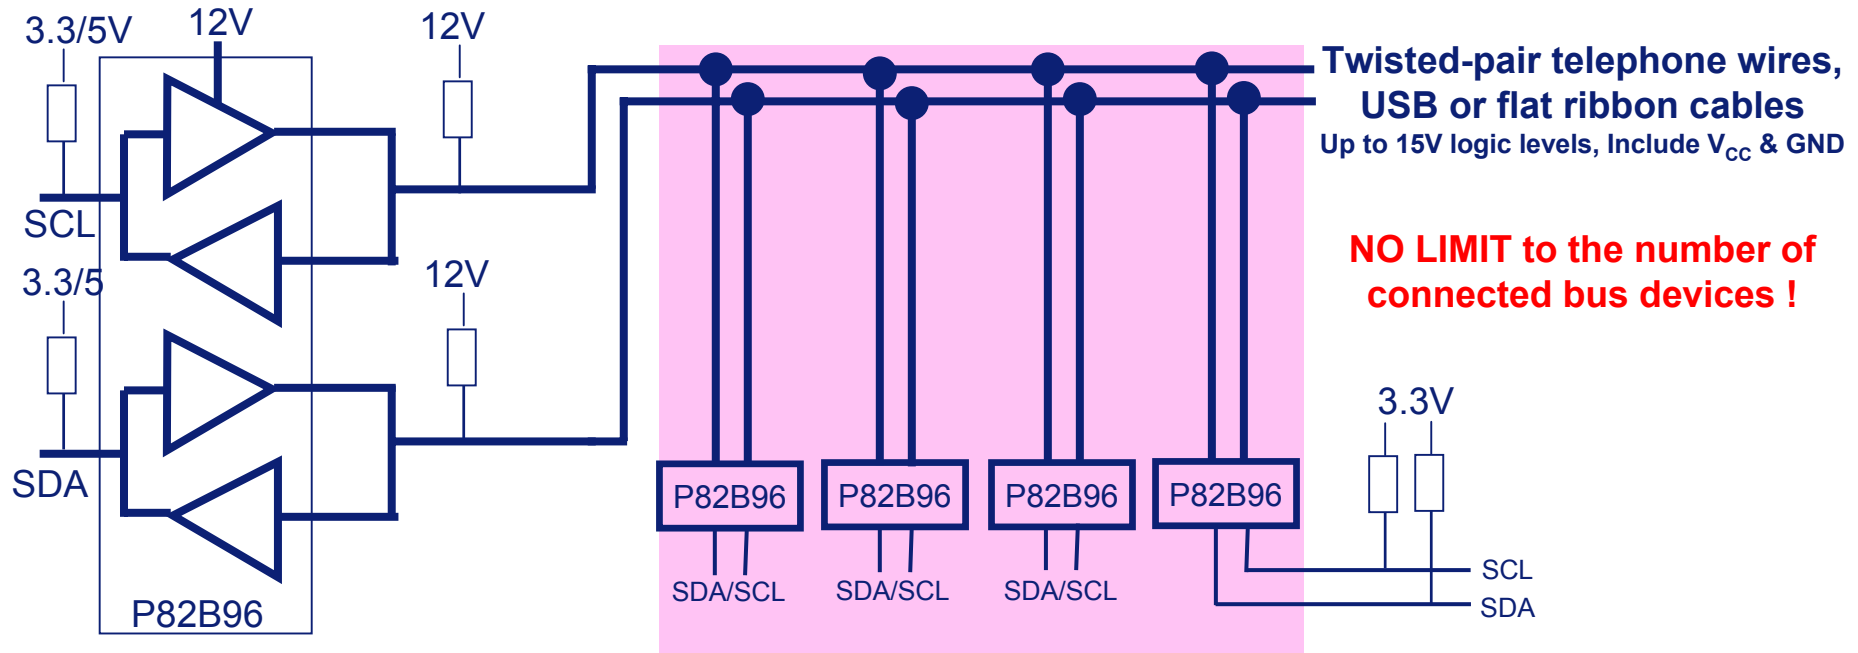 3.3/5V
12V
12V
Twisted-pair telephone wires,
USB or flat ribbon cables
Up to 15V logic levels, Include VCC & GND
SCL
NO LIMIT to the number of
connected bus devices !
3.3/5
12V
3.3V
SDA
P82B96
P82B96
P82B96
P82B96
SDA/SCL
SDA/SCL
SDA/SCL
SCL
SDA
P82B96